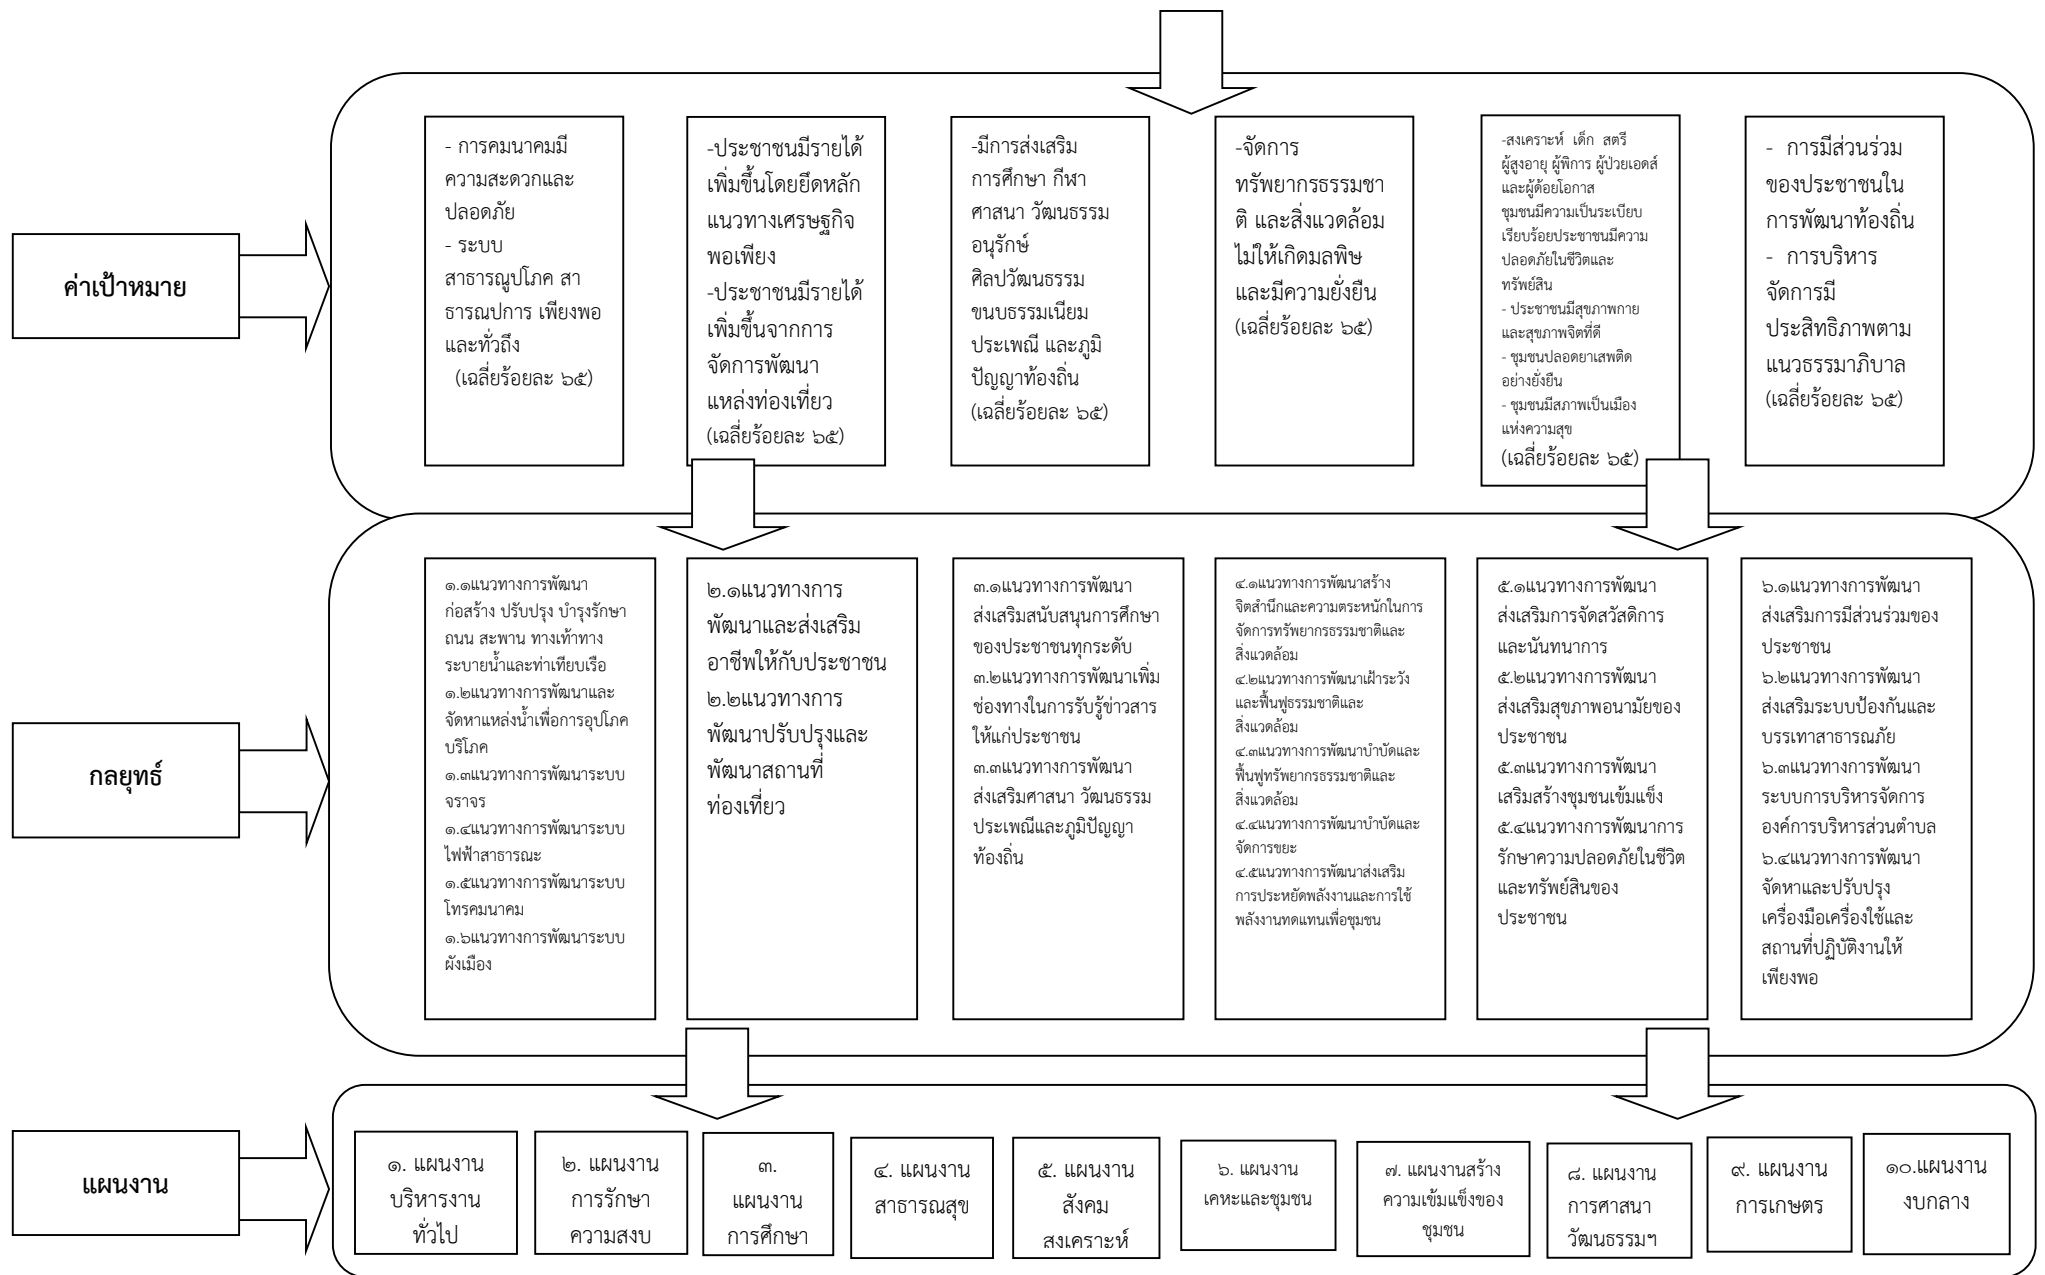 ค่าเป้าหมาย
- การคมนาคมมี
ความสะดวกและ
ปลอดภัย
- ระบบ
สาธารณูปโภค สา
ธารณปการ เพียงพอ
และทั่วถึง
(เฉลี่ยร้อยละ ๖๕)
-ประชาชนมีรายได้
เพิ่มขึ้นโดยยึดหลัก
แนวทางเศรษฐกิจ
พอเพียง
-ประชาชนมีรายได้
เพิ่มขึ้นจากการ
จัดการพัฒนา
แหล่งท่องเที่ยว
(เฉลี่ยร้อยละ ๖๕)
-มีการส่งเสริม
การศึกษา กีฬา
ศาสนา วัฒนธรรม
อนุรักษ์
ศิลปวัฒนธรรม
ขนบธรรมเนียม
ประเพณี และภูมิ
ปัญญาท้องถิ่น
(เฉลี่ยร้อยละ ๖๕)
-จัดการ
ทรัพยากรธรรมชา
ติ และสิ่งแวดล้อม
ไม่ให้เกิดมลพิษ
และมีความยั่งยืน
(เฉลี่ยร้อยละ ๖๕)
-สงเคราะห์ เด็ก สตรี
ผู้สูงอายุ ผู้พิการ ผู้ป่วยเอดส์
และผู้ด้อยโอกาส
ชุมชนมีความเป็นระเบียบ
เรียบร้อยประชาชนมีความ
ปลอดภัยในชีวิตและ
ทรัพย์สิน
- ประชาชนมีสุขภาพกาย
และสุขภาพจิตที่ดี
- ชุมชนปลอดยาเสพติด
อย่างยั่งยืน
- ชุมชนมีสภาพเป็นเมือง
แห่งความสุข
(เฉลี่ยร้อยละ ๖๕)
- การมีส่วนร่วม
ของประชาชนใน
การพัฒนาท้องถิ่น
- การบริหาร
จัดการมี
ประสิทธิภาพตาม
แนวธรรมาภิบาล
(เฉลี่ยร้อยละ ๖๕)
กลยุทธ์
๑.๑แนวทางการพัฒนา
ก่อสร้าง ปรับปรุง บำรุงรักษา
ถนน สะพาน ทางเท้าทาง
ระบายน้ำและท่าเทียบเรือ
๑.๒แนวทางการพัฒนาและ
จัดหาแหล่งน้ำเพื่อการอุปโภค
บริโภค
๑.๓แนวทางการพัฒนาระบบ
จราจร
๑.๔แนวทางการพัฒนาระบบ
ไฟฟ้าสาธารณะ
๑.๕แนวทางการพัฒนาระบบ
โทรคมนาคม
๑.๖แนวทางการพัฒนาระบบ
ผังเมือง
๒.๑แนวทางการ
พัฒนาและส่งเสริม
อาชีพให้กับประชาชน
๒.๒แนวทางการ
พัฒนาปรับปรุงและ
พัฒนาสถานที่
ท่องเที่ยว
๓.๑แนวทางการพัฒนา
ส่งเสริมสนับสนุนการศึกษา
ของประชาชนทุกระดับ
๓.๒แนวทางการพัฒนาเพิ่ม
ช่องทางในการรับรู้ข่าวสาร
ให้แก่ประชาชน
๓.๓แนวทางการพัฒนา
ส่งเสริมศาสนา วัฒนธรรม
ประเพณีและภูมิปัญญา
ท้องถิ่น
๔.๑แนวทางการพัฒนาสร้าง
จิตสำนึกและความตระหนักในการ
จัดการทรัพยากรธรรมชาติและ
สิ่งแวดล้อม
๔.๒แนวทางการพัฒนาเฝ้าระวัง
และฟื้นฟูธรรมชาติและ
สิ่งแวดล้อม
๔.๓แนวทางการพัฒนาบำบัดและ
ฟื้นฟูทรัพยากรธรรมชาติและ
สิ่งแวดล้อม
๔.๔แนวทางการพัฒนาบำบัดและ
จัดการขยะ
๔.๕แนวทางการพัฒนาส่งเสริม
การประหยัดพลังงานและการใช้
พลังงานทดแทนเพื่อชุมชน
๕.๑แนวทางการพัฒนา
ส่งเสริมการจัดสวัสดิการ
และนันทนาการ
๕.๒แนวทางการพัฒนา
ส่งเสริมสุขภาพอนามัยของ
ประชาชน
๕.๓แนวทางการพัฒนา
เสริมสร้างชุมชนเข้มแข็ง
๕.๔แนวทางการพัฒนาการ
รักษาความปลอดภัยในชีวิต
และทรัพย์สินของ
ประชาชน
๖.๑แนวทางการพัฒนา
ส่งเสริมการมีส่วนร่วมของ
ประชาชน
๖.๒แนวทางการพัฒนา
ส่งเสริมระบบป้องกันและ
บรรเทาสาธารณภัย
๖.๓แนวทางการพัฒนา
ระบบการบริหารจัดการ
องค์การบริหารส่วนตำบล
๖.๔แนวทางการพัฒนา
จัดหาและปรับปรุง
เครื่องมือเครื่องใช้และ
สถานที่ปฏิบัติงานให้
เพียงพอ
แผนงาน
๑. แผนงาน
บริหารงาน
ทั่วไป
๒. แผนงาน
การรักษา
ความสงบ
๓.
แผนงาน
การศึกษา
๔. แผนงาน
สาธารณสุข
๕. แผนงาน
สังคม
สงเคราะห์
๖. แผนงาน
เคหะและชุมชน
๗. แผนงานสร้าง
ความเข้มแข็งของ
ชุมชน
๘. แผนงาน
การศาสนา
วัฒนธรรมฯ
๙. แผนงาน
การเกษตร
๑๐.แผนงาน
งบกลาง